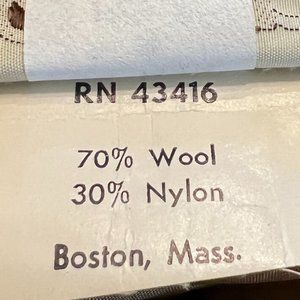 RN 43416
70% Wool
30% Nylon
Boston, Mass.